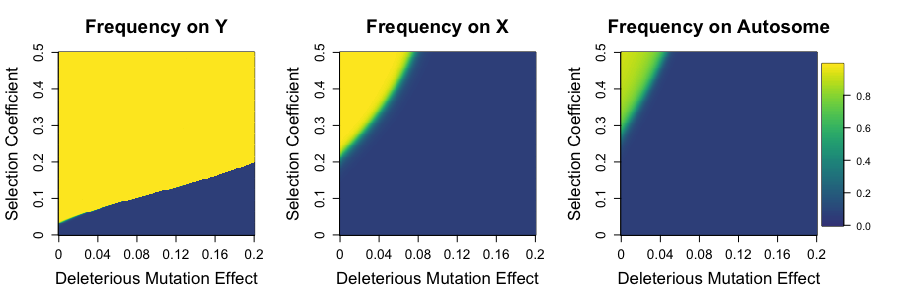 Frequency on Y
Selection Coefficient
0.5
0.4
0.3
0.2
0.1
0
0 0.04 0.08 0.12 0.16 0.2
Deleterious Mutation Effect
Frequency on X
Selection Coefficient
0.5
0.4
0.3
0.2
0.1
0
0 0.04 0.08 0.12 0.16 0.2
Deleterious Mutation Effect
Frequency on Autosome
Selection Coefficient
0.5
0.4
0.3
0.2
0.1
0
0 0.04 0.08 0.12 0.16 0.2
Deleterious Mutation Effect
0.8
0.6
0.4
0.2
0.0